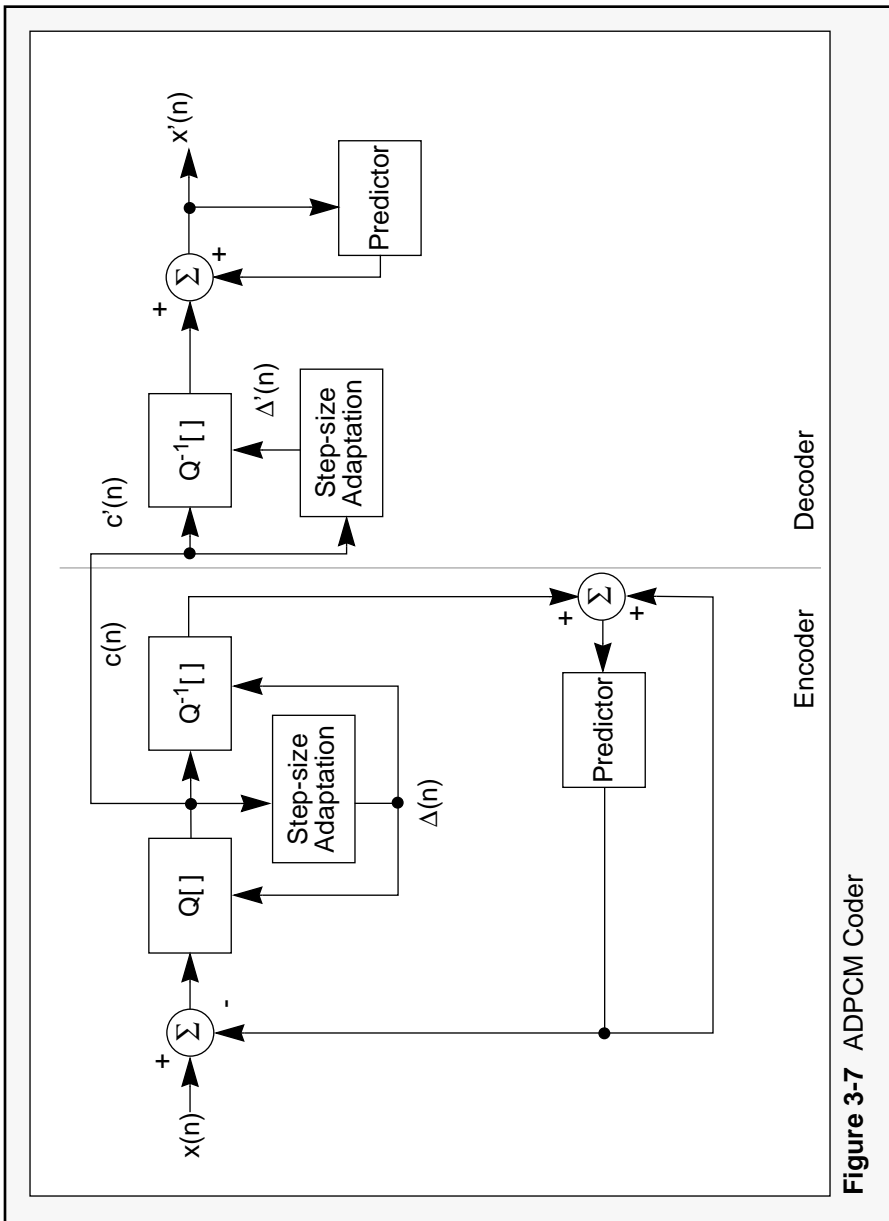 x(n)
+
Σ
-
Q[ ]
c(n)
Q⁻¹[ ]
Step-size
Adaptation
Δ(n)
Predictor
+
Σ
+
Encoder
c'(n)
Q⁻¹[ ]
Δ'(n)
Step-size
Adaptation
+
Σ
+
x'(n)
Predictor
Decoder
Figure 3-7 ADPCM Coder